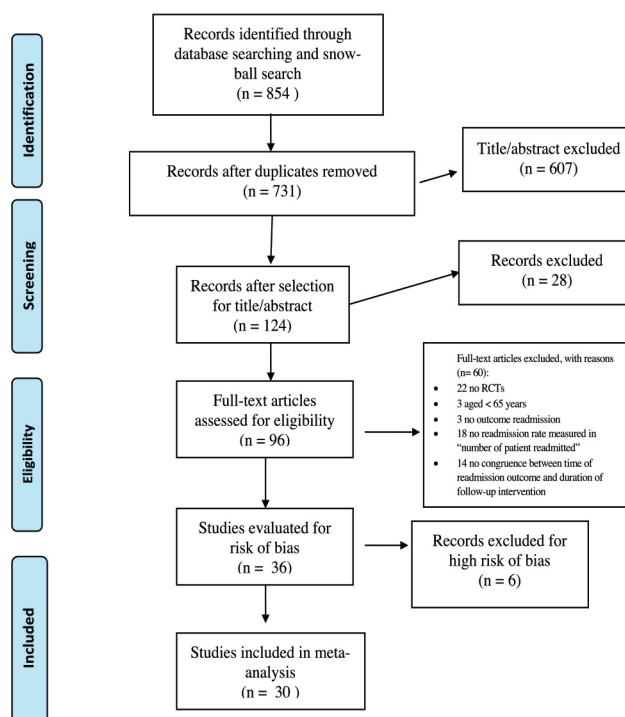 Identification
Records identified through
database searching and snow-
ball search
(n = 854 )
Records after duplicates removed
(n = 731)
Title/abstract excluded
(n = 607)
Screening
Records after selection
for title/abstract
(n = 124)
Records excluded
(n = 28)
Eligibility
Full-text articles
assessed for eligibility
(n = 96)
Full-text articles excluded, with reasons
(n= 60):
• 22 no RCTs
• 3 aged < 65 years
• 3 no outcome readmission
• 18 no readmission rate measured in
“number of patient readmitted”
• 14 no congruence between time of
readmission outcome and duration of
follow-up intervention
Studies evaluated for
risk of bias
(n = 36)
Records excluded for
high risk of bias
(n = 6)
Included
Studies included in meta-
analysis
(n = 30 )